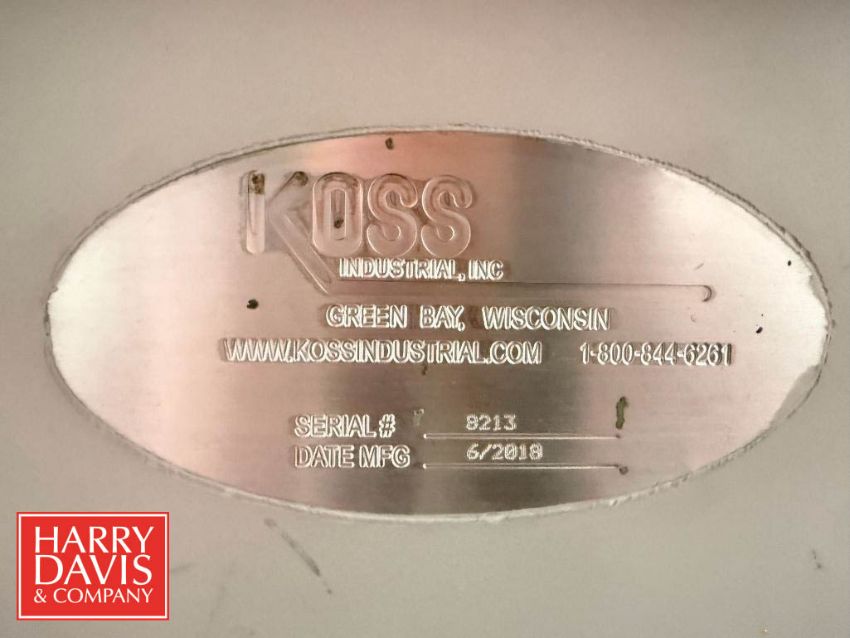 KOSS
INDUSTRIAL, INC
GREEN BAY, WISCONSIN
WWW.KOSSINDUSTRIAL.COM 1-800-844-6261
SERIAL # 8213
DATE MFG 6/2018
HARRY
DAVIS
& COMPANY